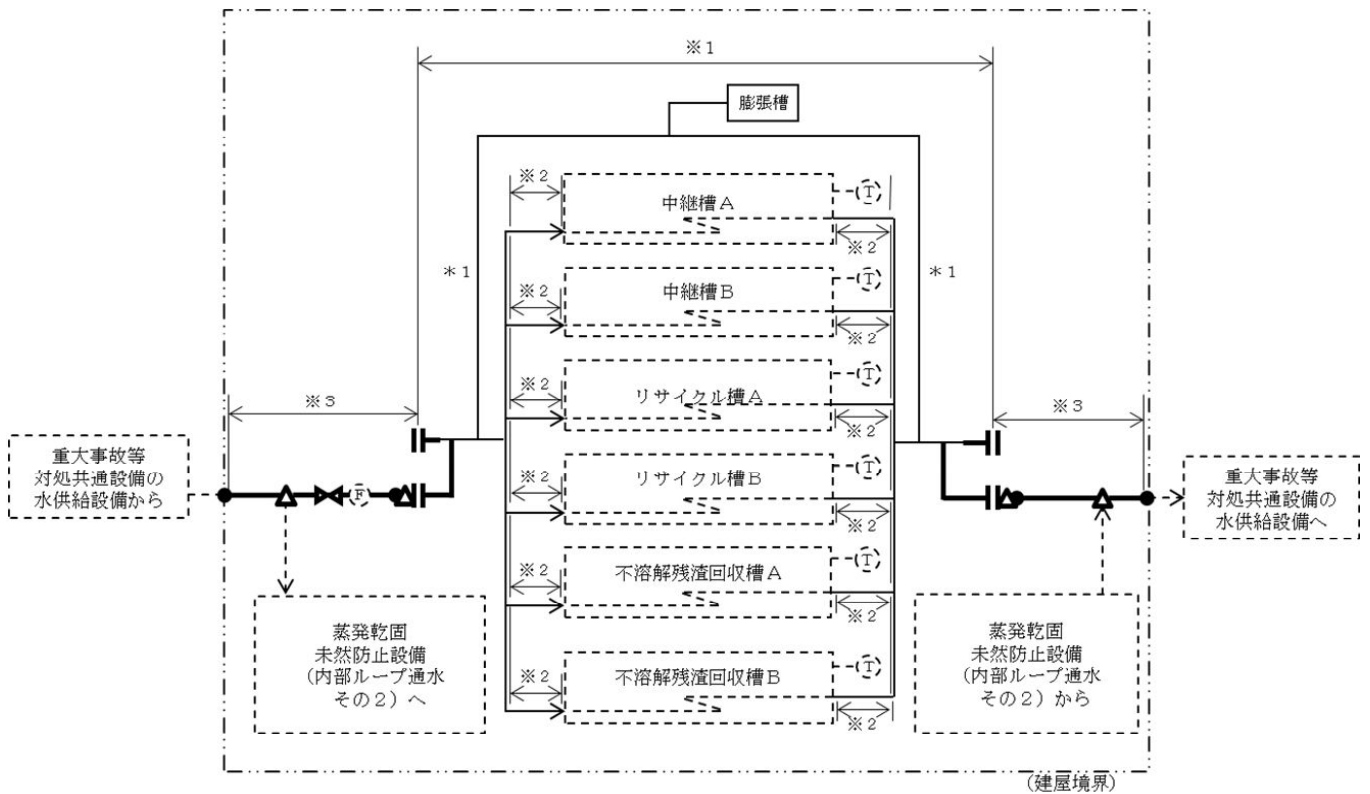 ※1
膨張槽
※2
中継槽A
T
※2
*1
*1
※2
中継槽B
T
※2
※2
リサイクル槽A
T
※2
※3
※3
※2
リサイクル槽B
T
※2
重大事故等
対処共通設備の
水供給設備から
F
重大事故等
対処共通設備の
水供給設備へ
※2
不溶解残渣回収槽A
T
※2
※2
不溶解残渣回収槽B
T
※2
蒸発乾固
未然防止設備
(内部ループ通水
その2)へ
蒸発乾固
未然防止設備
(内部ループ通水
その2)から
(建屋境界)